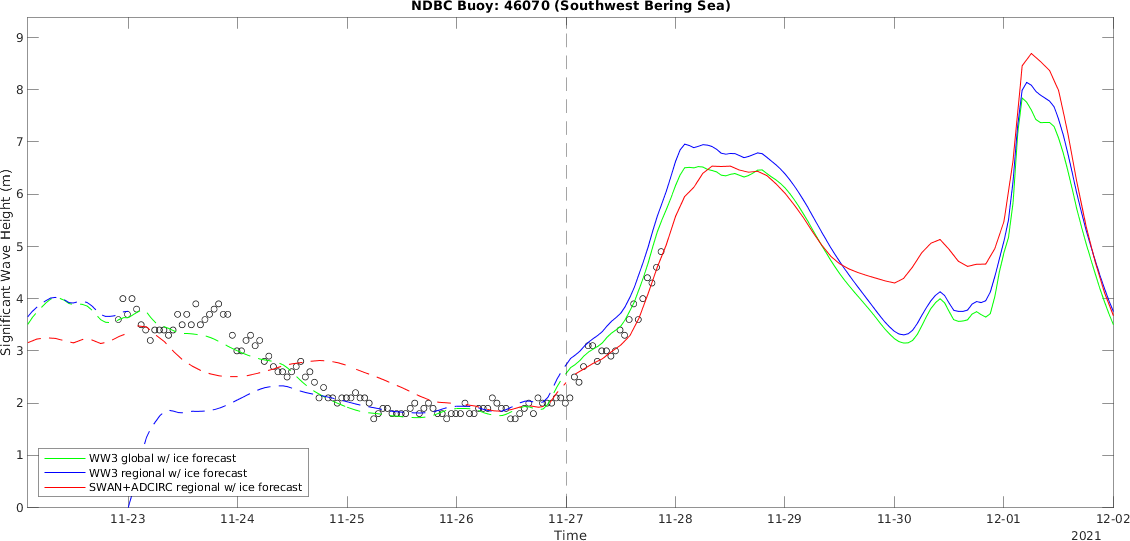 NDBC Buoy: 46070 (Southwest Bering Sea)
Significant Wave Height (m)
9
8
7
6
5
4
3
2
1
0
WW3 global w/ ice forecast
WW3 regional w/ ice forecast
SWAN+ADCIRC regional w/ ice forecast
11-23 11-24 11-25 11-26 11-27 11-28 11-29 11-30 12-01 12-02
Time
2021